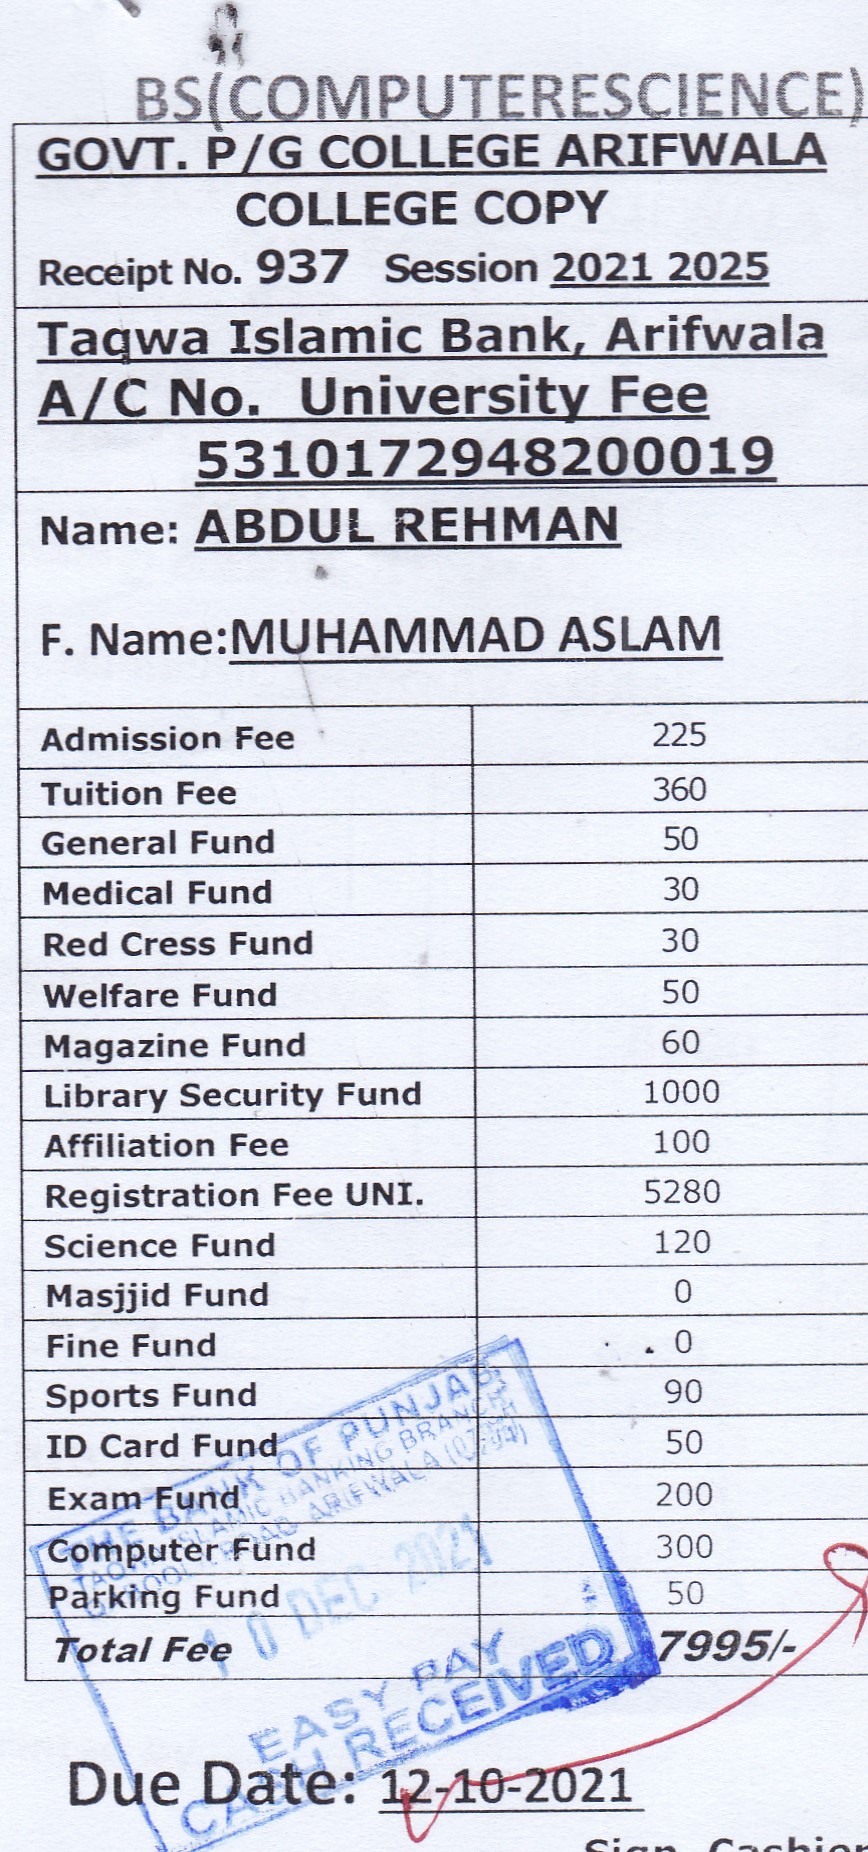 BS(COMPUTERESCIENCE)
GOVT. P/G COLLEGE ARIFWALA
COLLEGE COPY
Receipt No. 937 Session 2021 2025
Taqwa Islamic Bank, Arifwala
A/C No. University Fee
5310172948200019
Name: ABDUL REHMAN
F. Name:MUHAMMAD ASLAM
Admission Fee 225
Tuition Fee 360
General Fund 50
Medical Fund 30
Red Cress Fund 30
Welfare Fund 50
Magazine Fund 60
Library Security Fund 1000
Affiliation Fee 100
Registration Fee UNI. 5280
Science Fund 120
Masjjid Fund 0
Fine Fund 0
Sports Fund 90
ID Card Fund 50
Exam Fund 200
Computer Fund 300
Parking Fund 50
Total Fee 7995/-
THE BANK OF PUNJAB
TAQWA ISLAMIC BANKING BRANCH
ROAD ARIFWALA
10 DEC 2021
EASY PAY
CASH RECEIVED
Due Date: 12-10-2021
Sign. Cashier